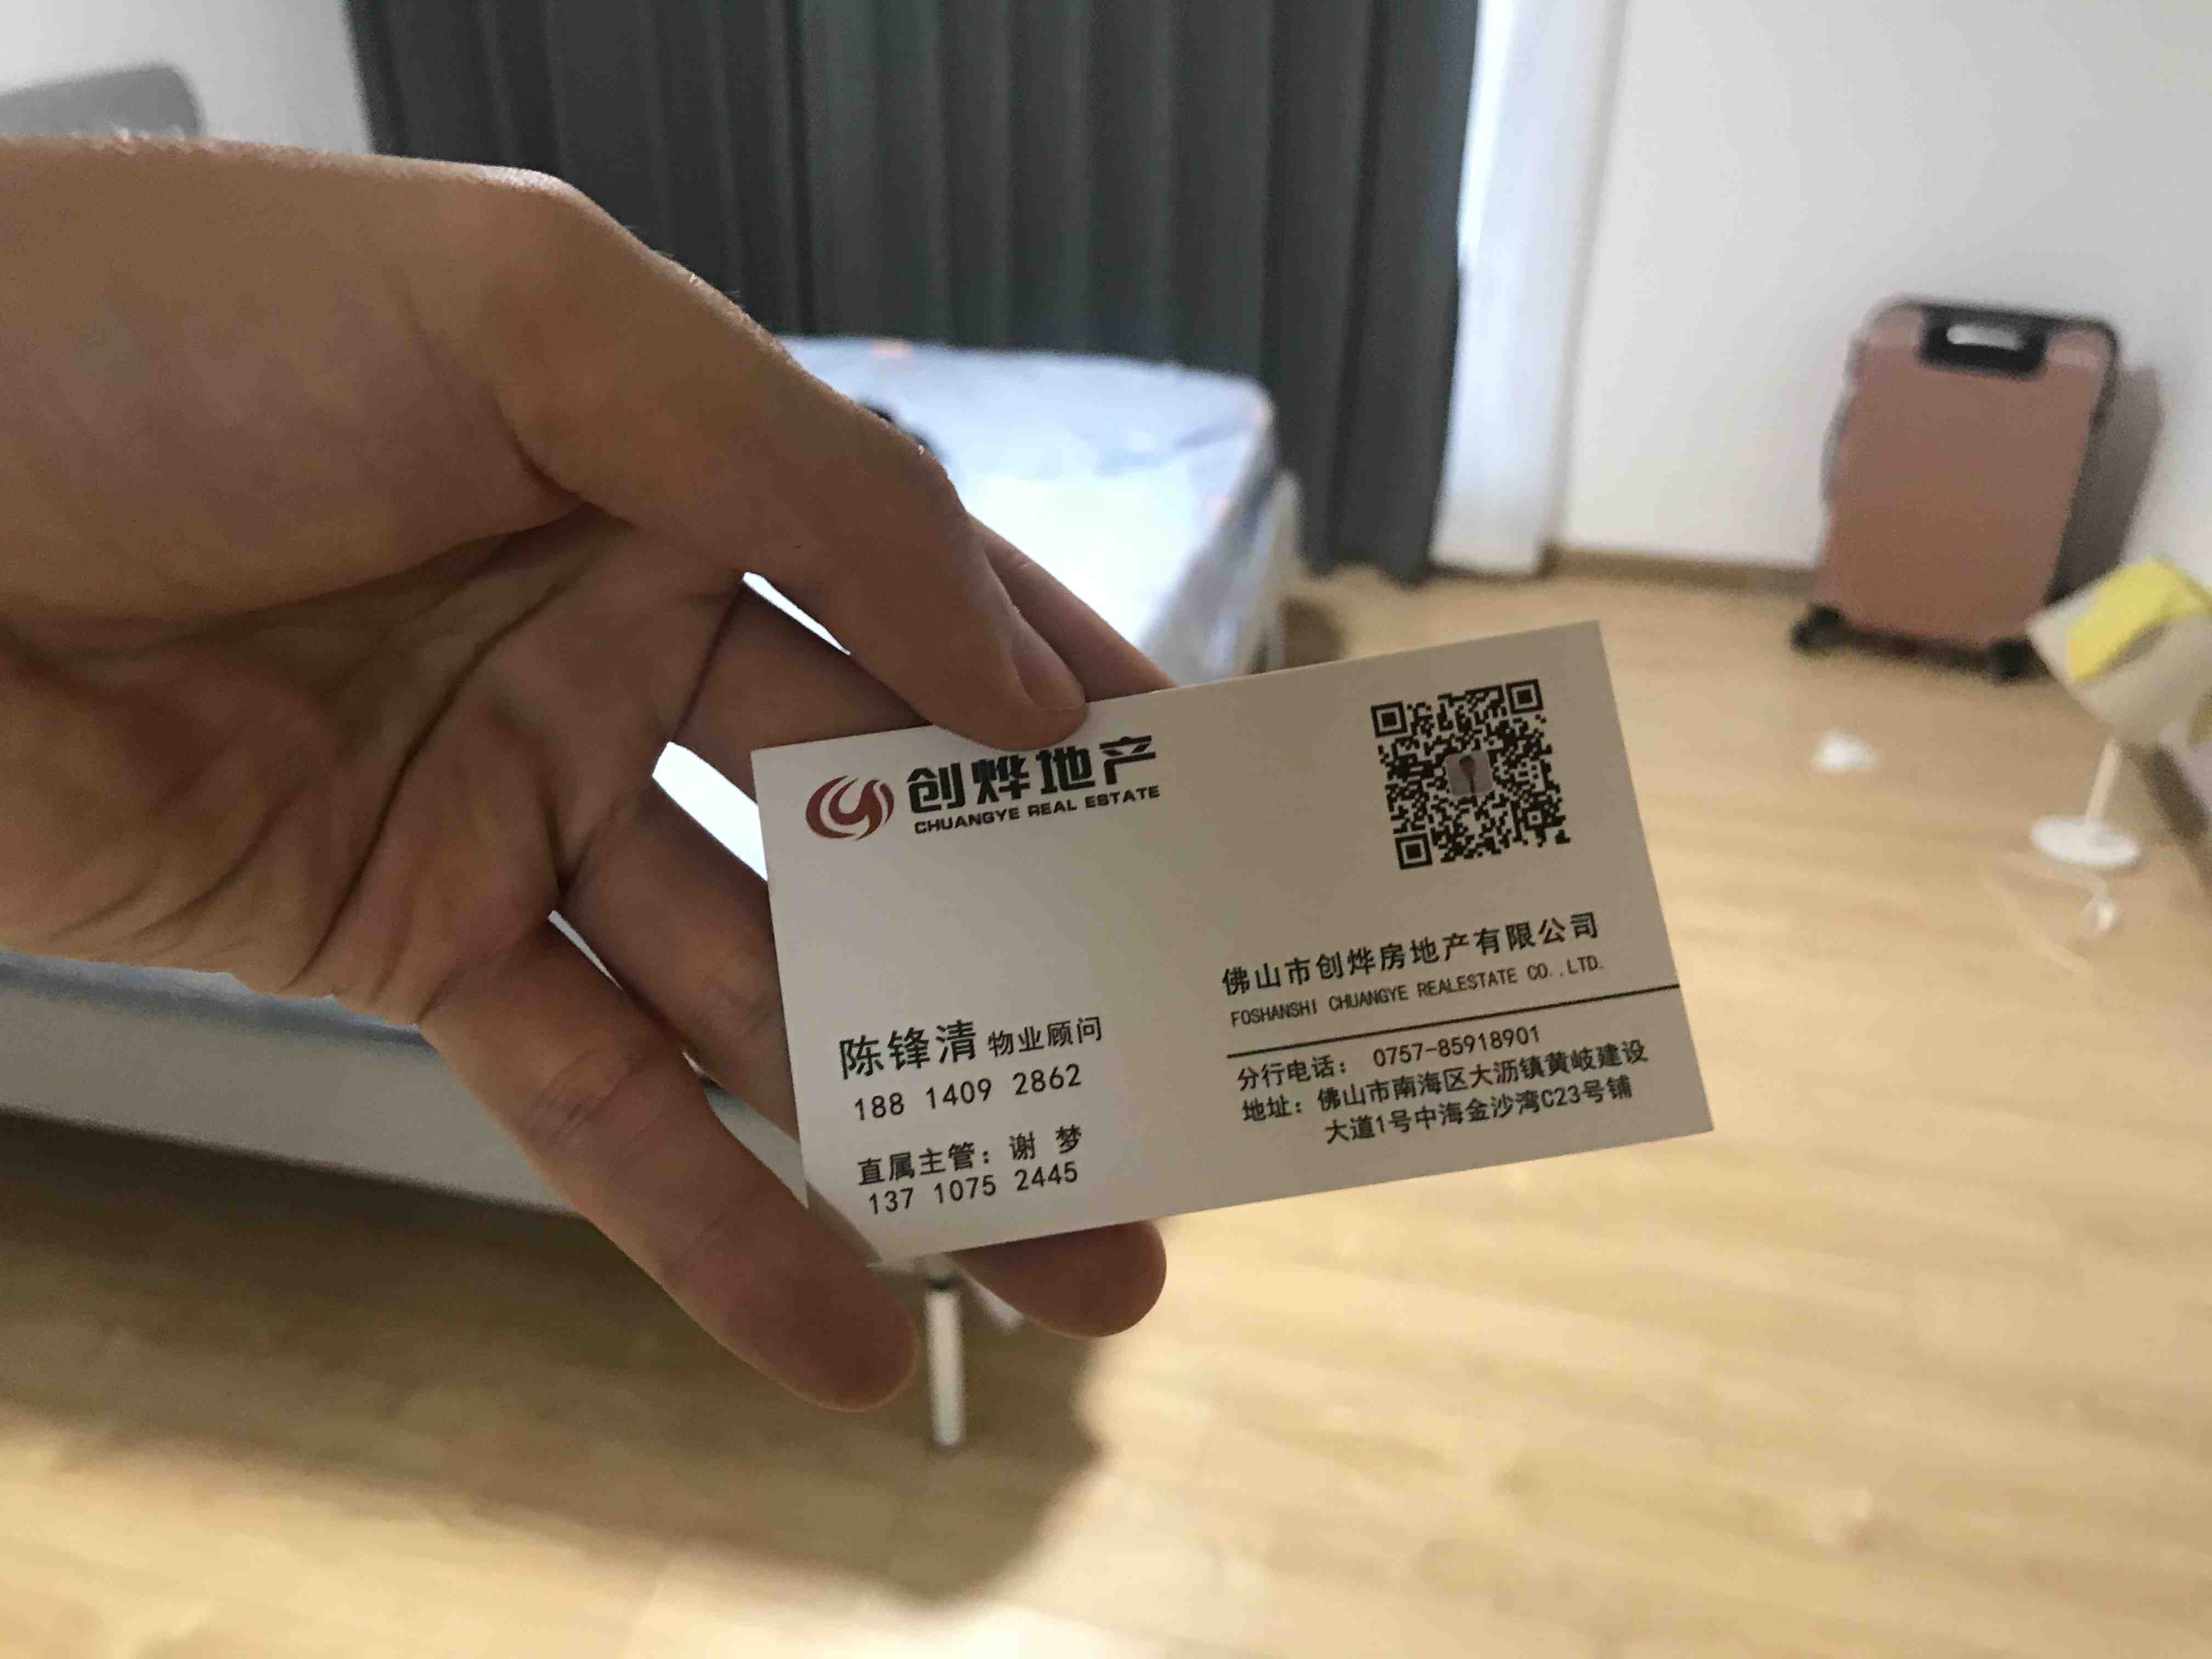 创烨地产
CHUANGYE REAL ESTATE
陈锋清 物业顾问
188 1409 2862
直属主管：谢 梦
137 1075 2445
佛山市创烨房地产有限公司
FOSHANSHI CHUANGYE REALESTATE CO.,LTD.
分行电话： 0757-85918901
地址：佛山市南海区大沥镇黄岐建设
大道1号中海金沙湾C23号铺